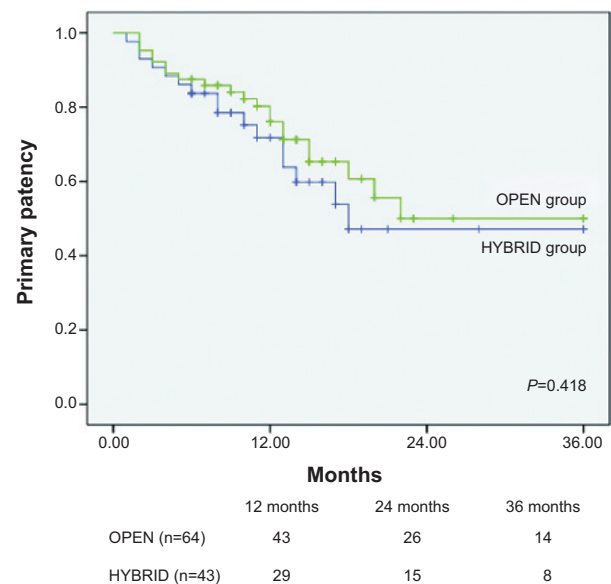 1.0
0.8
0.6
0.4
0.2
0.0
Primary patency
OPEN group
HYBRID group
P=0.418
0.00 12.00 24.00 36.00
Months
12 months 24 months 36 months
OPEN (n=64) 43 26 14
HYBRID (n=43) 29 15 8